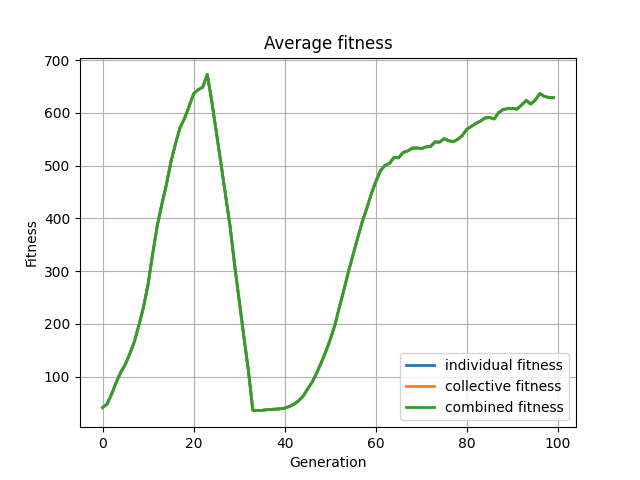 Average fitness
700
600
500
400
300
200
100
Fitness
individual fitness
collective fitness
combined fitness
0 20 40 60 80 100
Generation